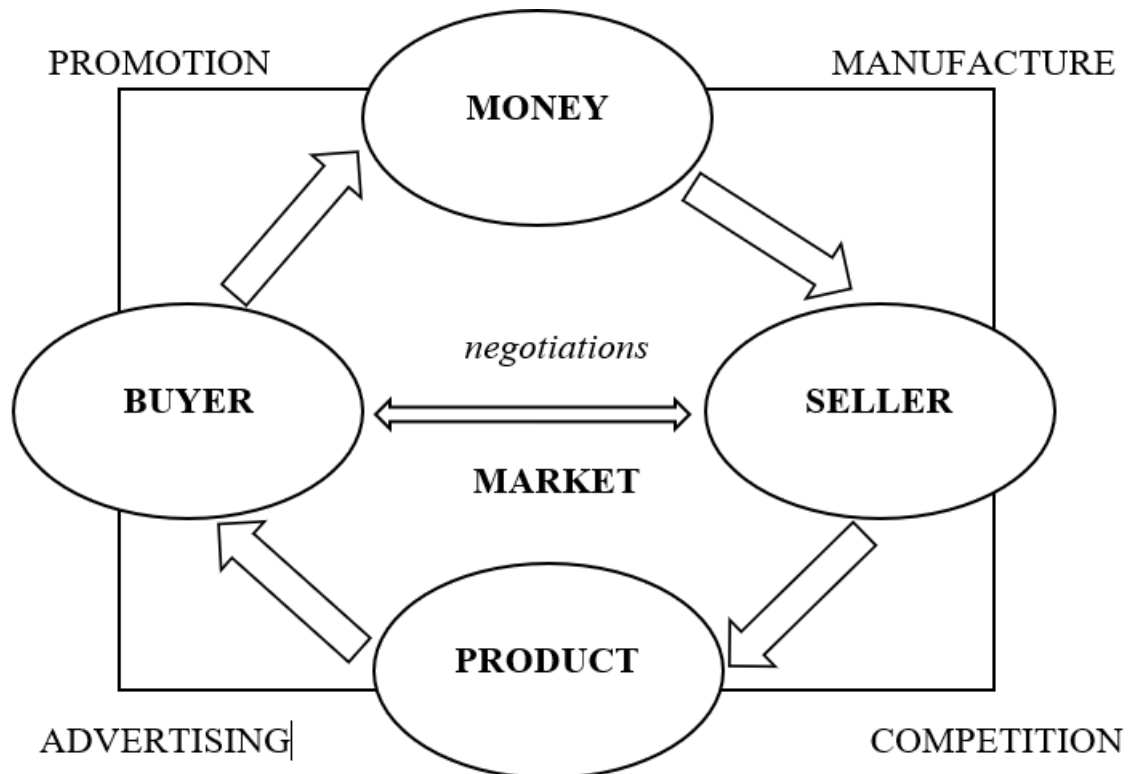 PROMOTION
MANUFACTURE
MONEY
negotiations
BUYER
SELLER
MARKET
PRODUCT
ADVERTISING
COMPETITION